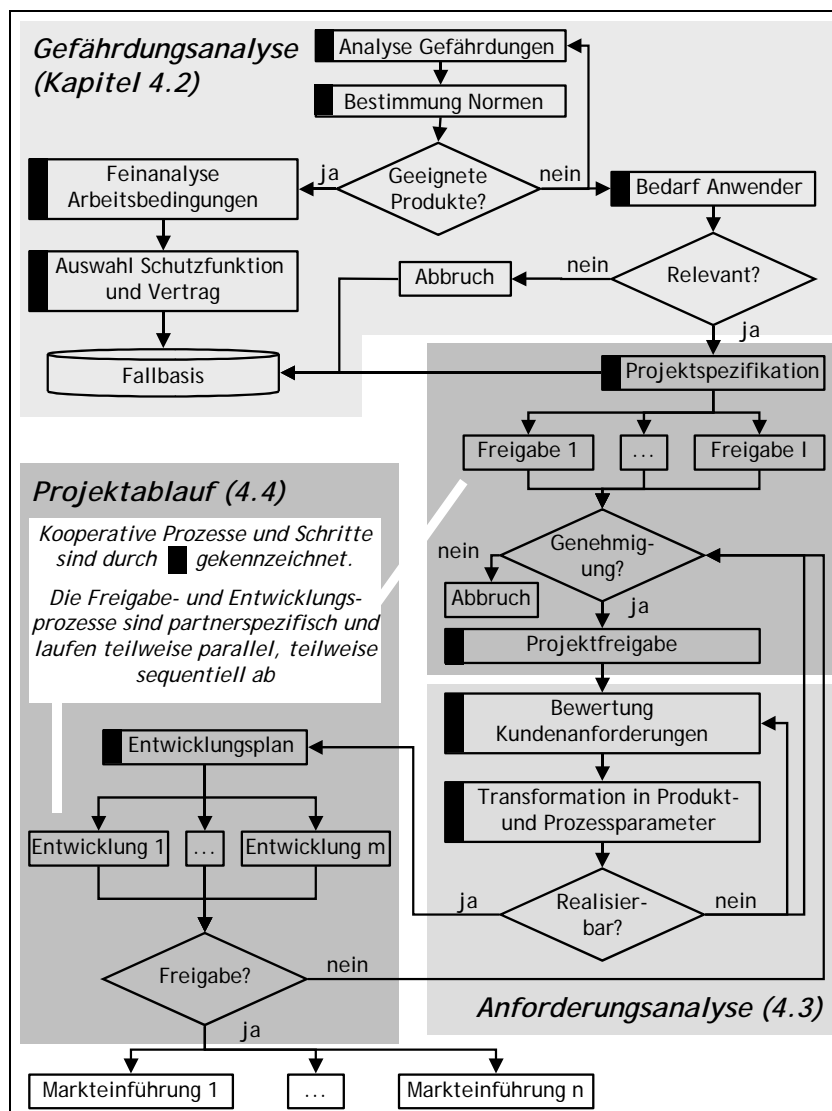 Gefährdungsanalyse
(Kapitel 4.2)
Analyse Gefährdungen
Bestimmung Normen
Geeignete
Produkte?
ja
nein
Feinanalyse
Arbeitsbedingungen
Bedarf Anwender
Auswahl Schutzfunktion
und Vertrag
Abbruch
nein
Relevant?
ja
Fallbasis
Projektspezifikation
Freigabe 1
...
Freigabe l
Projektablauf (4.4)
Kooperative Prozesse und Schritte
sind durch gekennzeichnet.
Die Freigabe- und Entwicklungs-
prozesse sind partnerspezifisch und
laufen teilweise parallel, teilweise
sequentiell ab
nein
Genehmig-
ung?
Abbruch
ja
Projektfreigabe
Bewertung
Kundenanforderungen
Entwicklungsplan
Transformation in Produkt-
und Prozessparameter
Entwicklung 1
...
Entwicklung m
ja
Realisier-
bar?
nein
Freigabe?
nein
Anforderungsanalyse (4.3)
ja
Markteinführung 1
...
Markteinführung n